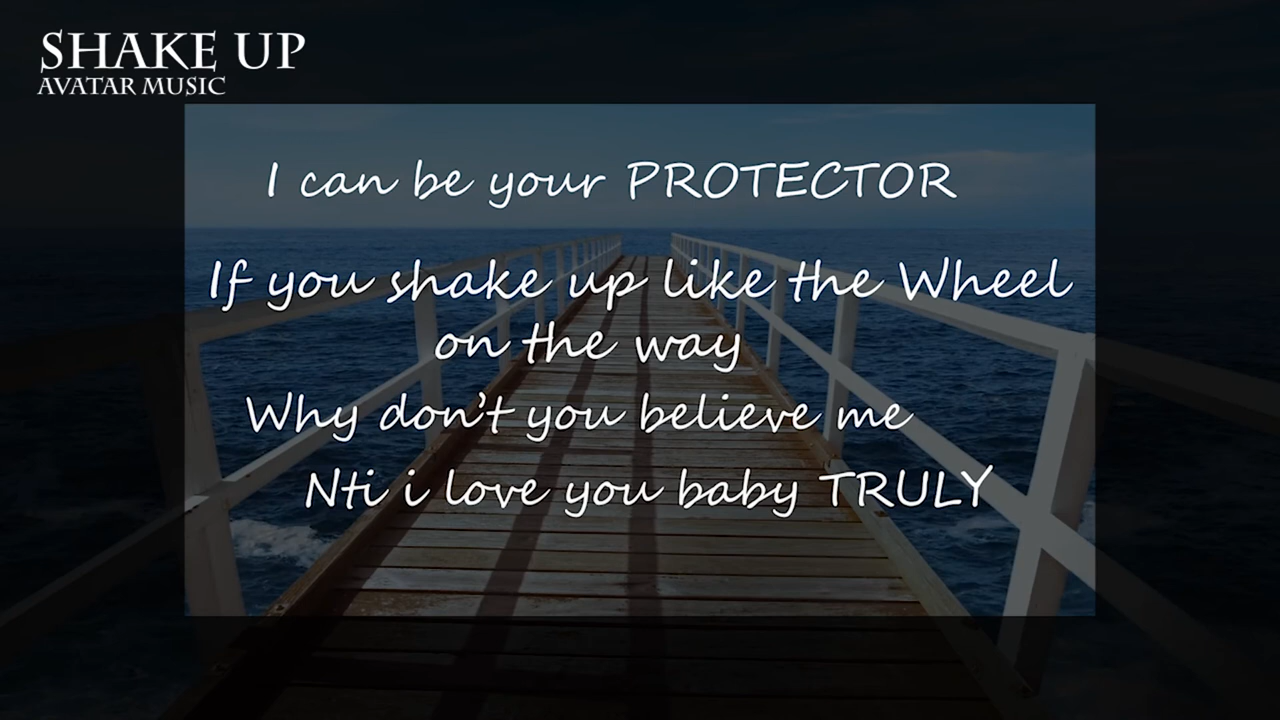 SHAKE UP
AVATAR MUSIC
I can be your PROTECTOR
If you shake up like the Wheel
on the way
Why don't you believe me
Nti i love you baby TRULY